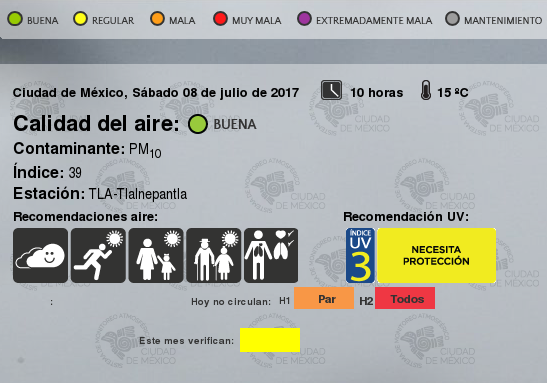 BUENA REGULAR MALA MUY MALA EXTREMADAMENTE MALA MANTENIMIENTO
Ciudad de México, Sábado 08 de julio de 2017 10 horas 15 ºC
Calidad del aire: BUENA
Contaminante: PM10
Índice: 39
Estación: TLA-Tlalnepantla
Recomendaciones aire: Recomendación UV:
ÍNDICE
UV
3
NECESITA
PROTECCIÓN
: Hoy no circulan: H1 Par H2 Todos
Este mes verifican:
CIUDAD
DE MÉXICO